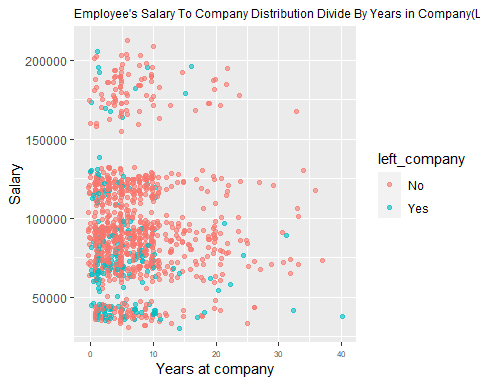 Employee's Salary To Company Distribution Divide By Years in Company(L
200000
150000
100000
50000
Salary
0
10
20
30
40
Years at company
left_company
No
Yes